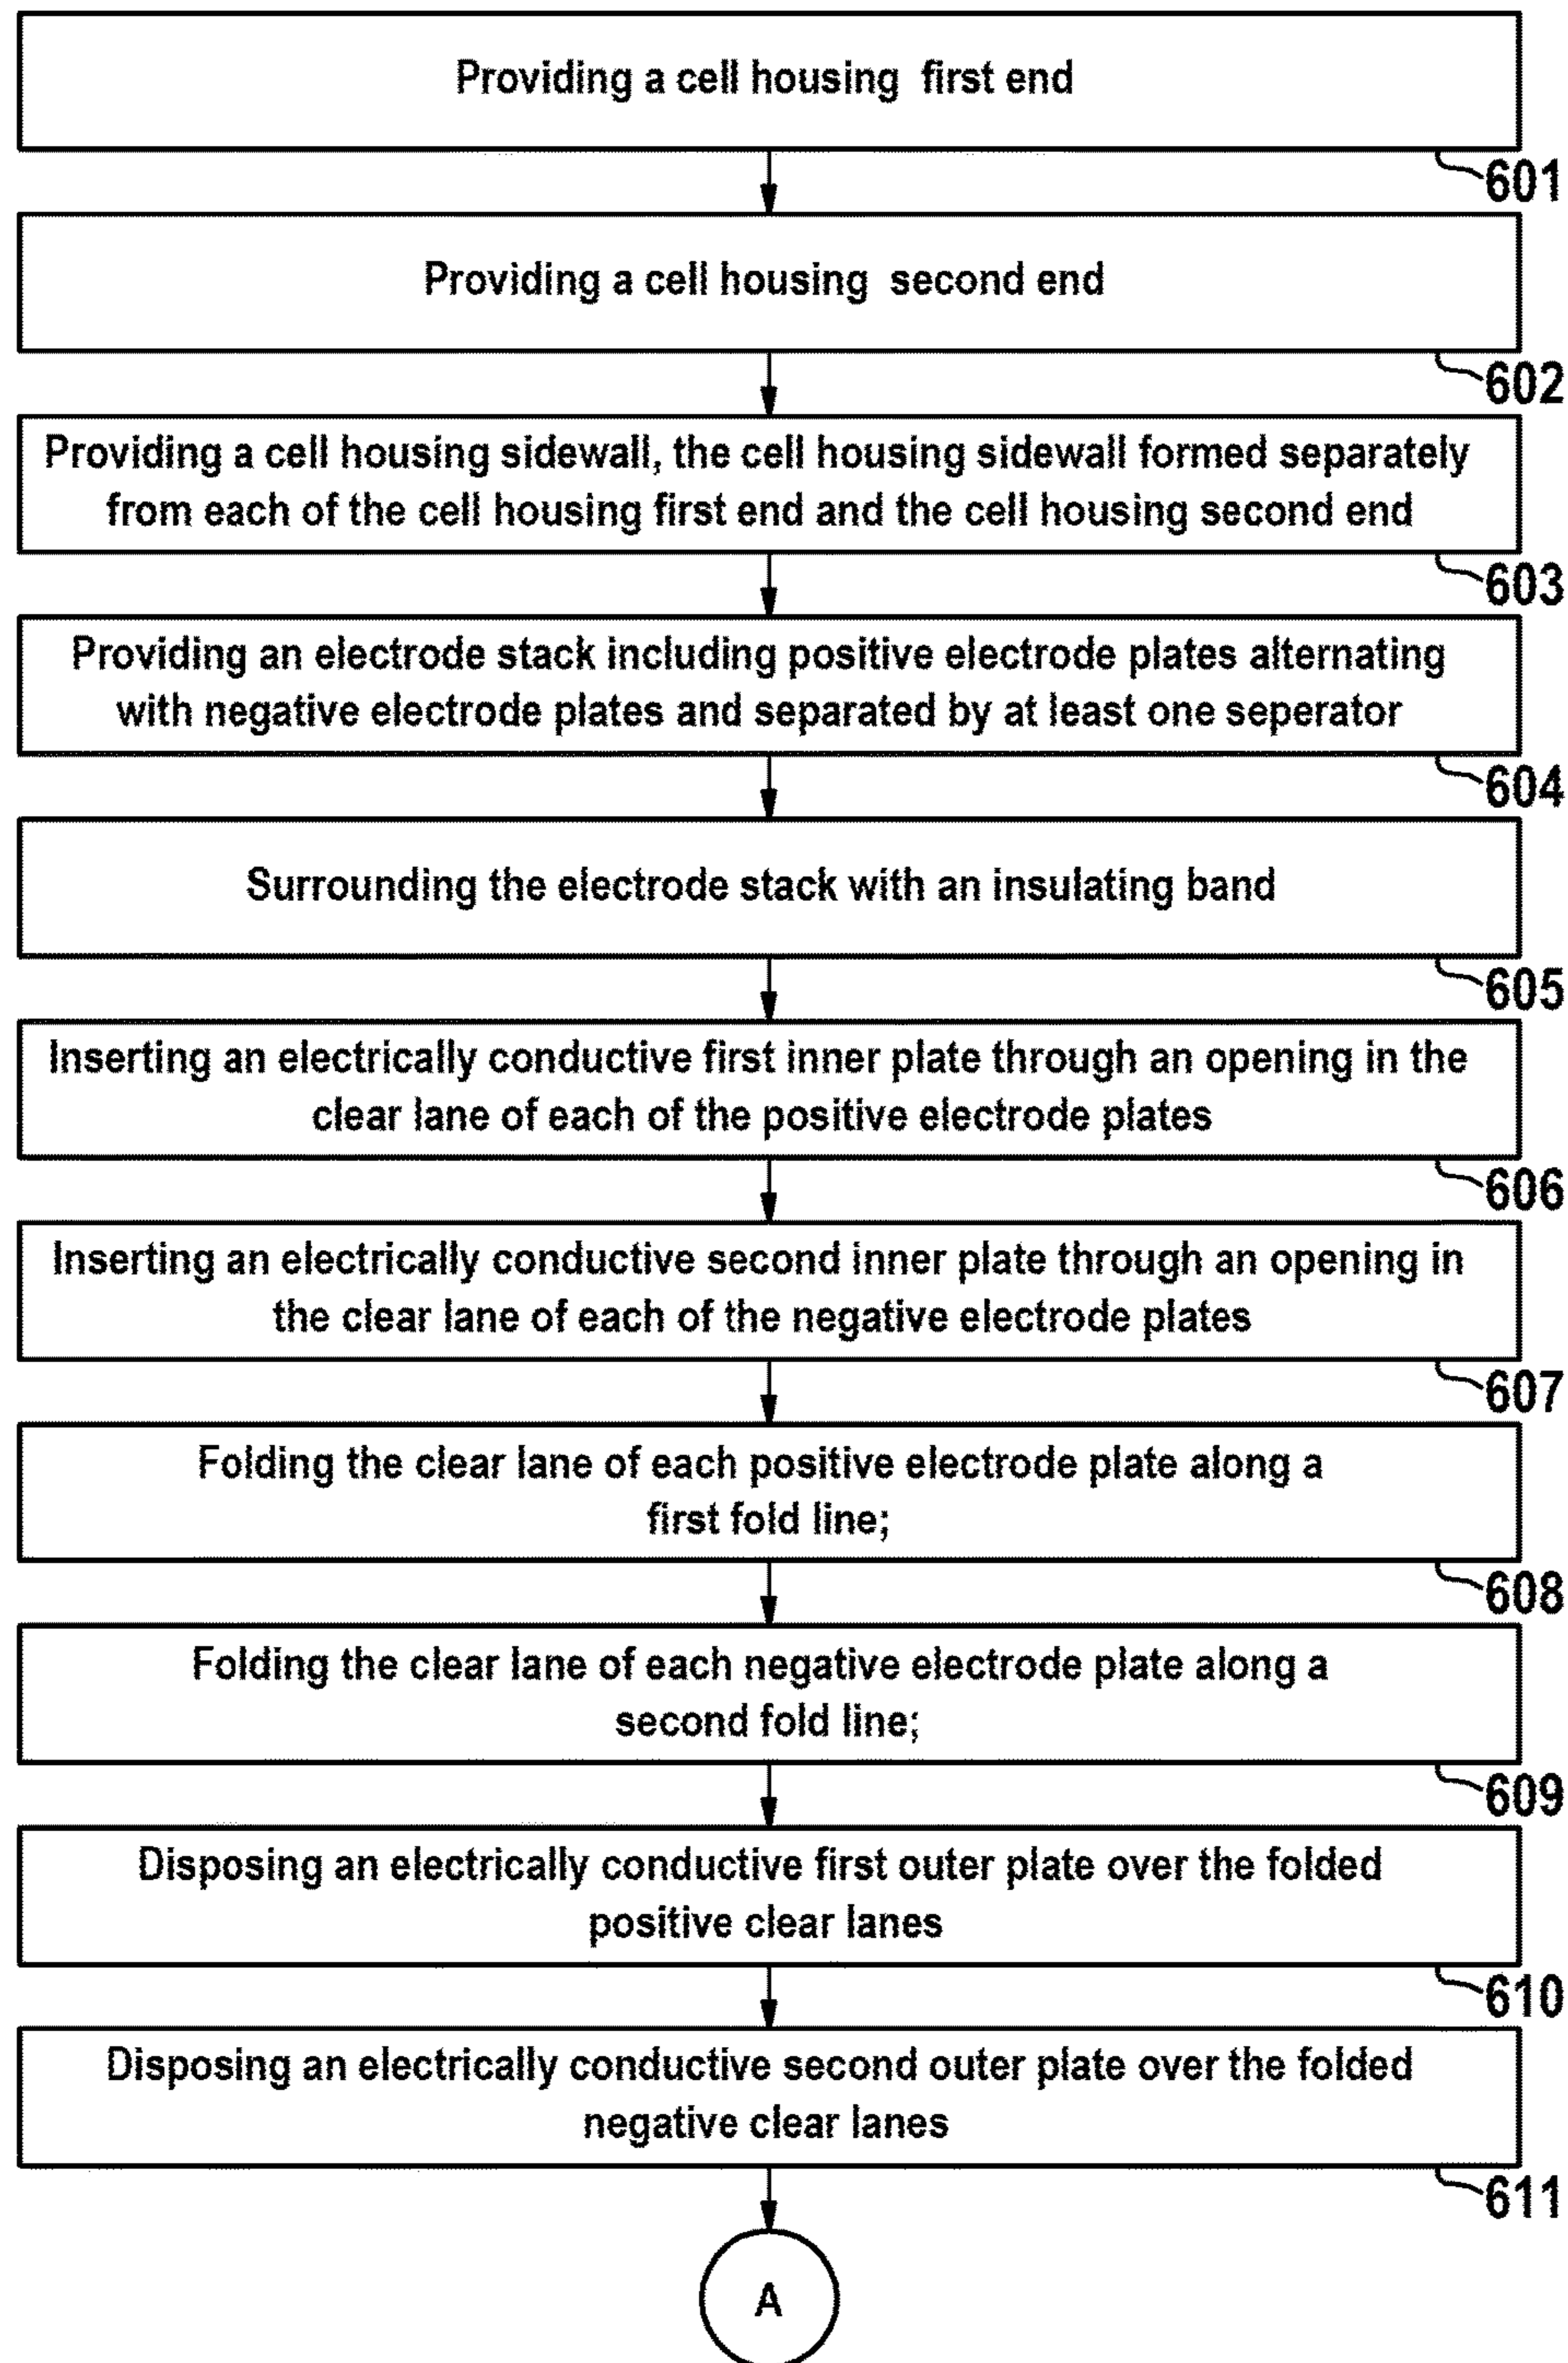 Providing a cell housing first end
601
Providing a cell housing second end
602
Providing a cell housing sidewall, the cell housing sidewall formed separately
from each of the cell housing first end and the cell housing second end
603
Providing an electrode stack including positive electrode plates alternating
with negative electrode plates and separated by at least one seperator
604
Surrounding the electrode stack with an insulating band
605
Inserting an electrically conductive first inner plate through an opening in the
clear lane of each of the positive electrode plates
606
Inserting an electrically conductive second inner plate through an opening in
the clear lane of each of the negative electrode plates
607
Folding the clear lane of each positive electrode plate along a
first fold line;
608
Folding the clear lane of each negative electrode plate along a
second fold line;
609
Disposing an electrically conductive first outer plate over the folded
positive clear lanes
610
Disposing an electrically conductive second outer plate over the folded
negative clear lanes
611
A